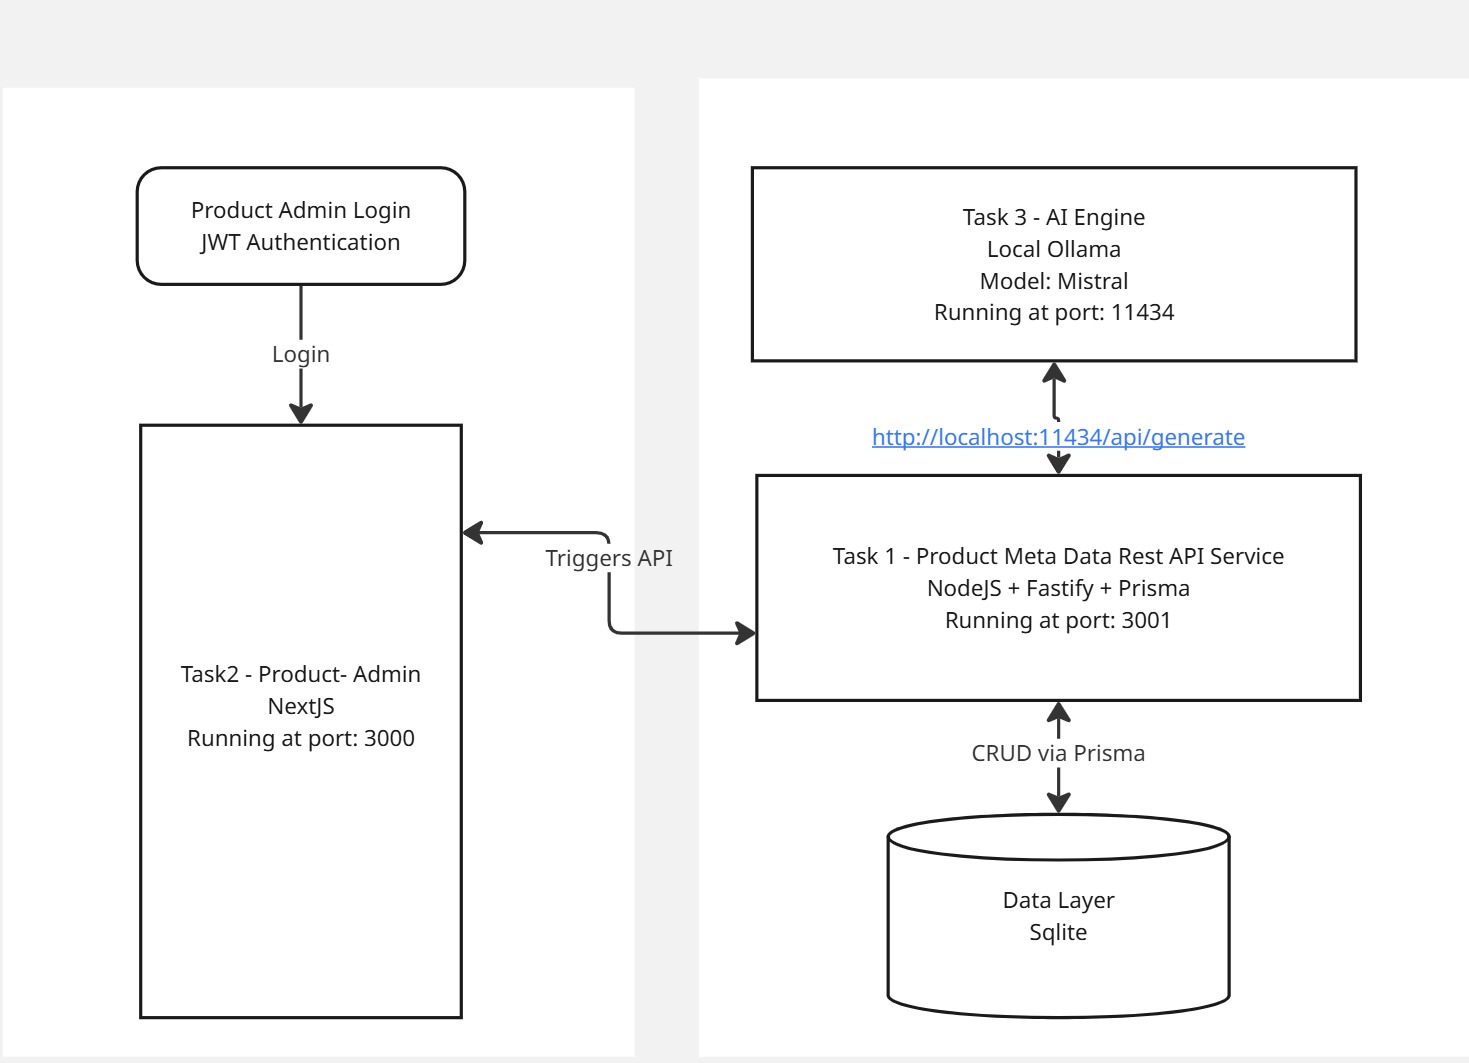 Product Admin Login
JWT Authentication
Login
Task2 - Product- Admin
NextJS
Running at port: 3000
Triggers API
Task 3 - AI Engine
Local Ollama
Model: Mistral
Running at port: 11434
http://localhost:11434/api/generate
Task 1 - Product Meta Data Rest API Service
NodeJS + Fastify + Prisma
Running at port: 3001
CRUD via Prisma
Data Layer
Sqlite